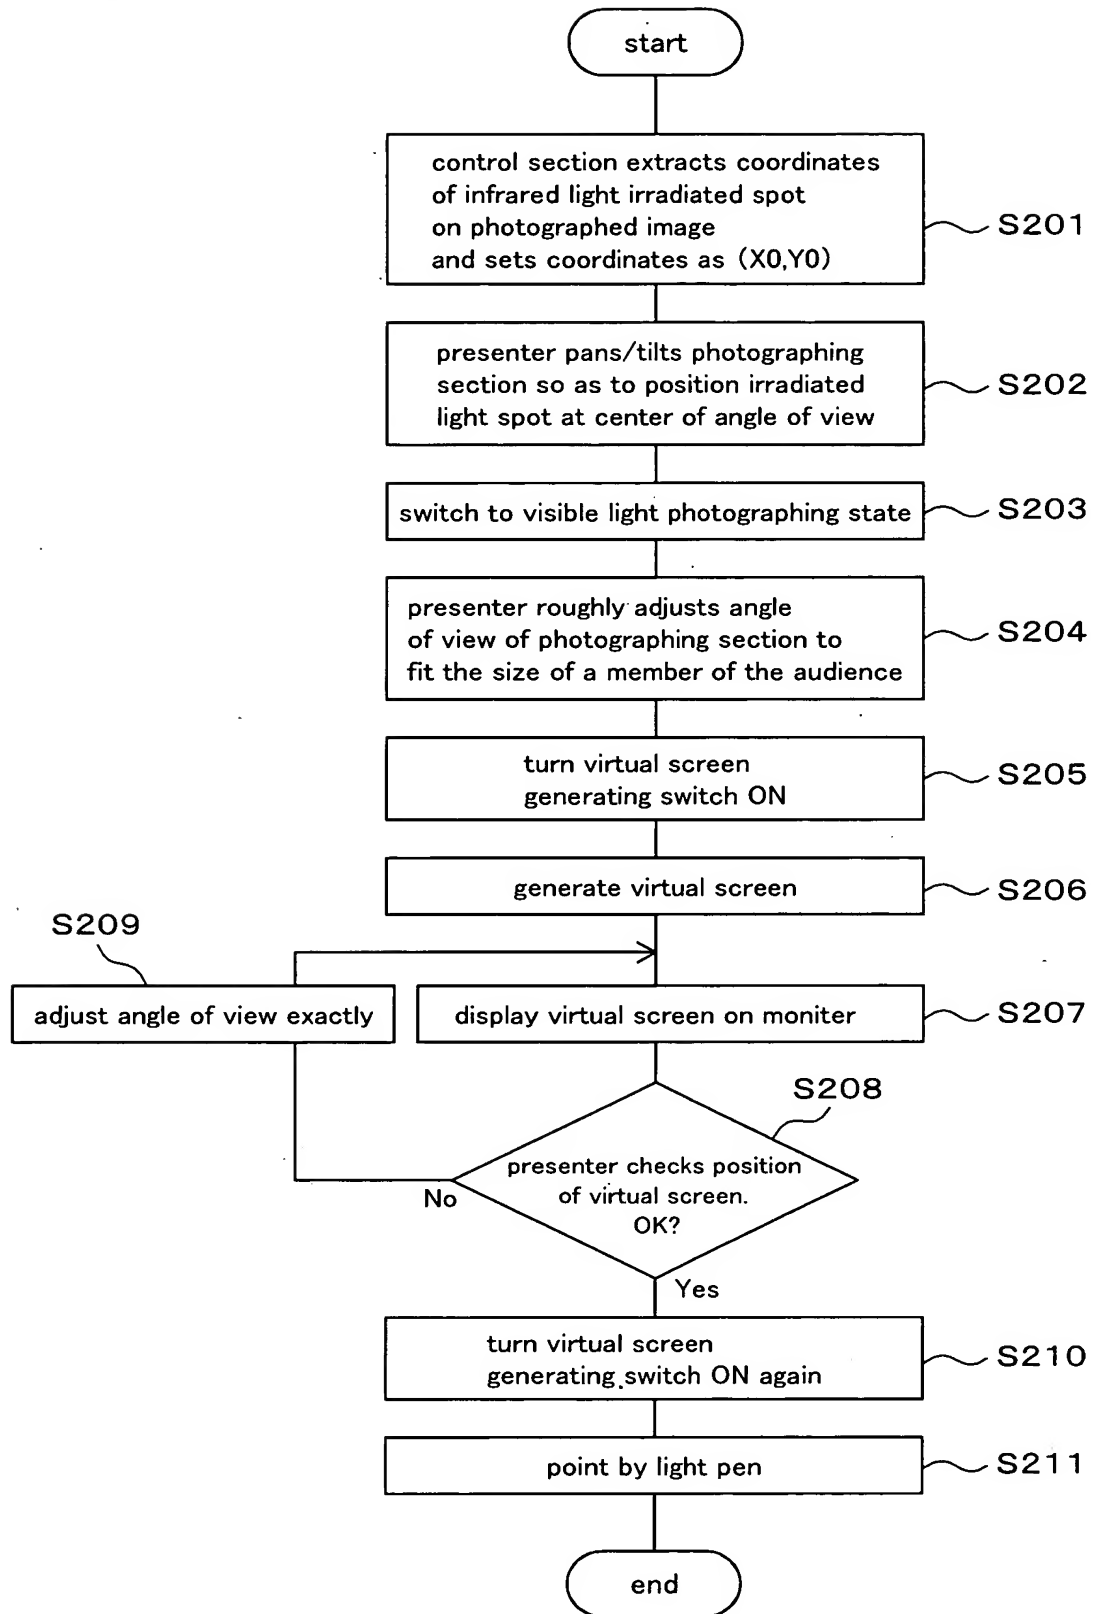 start
control section extracts coordinates
of infrared light irradiated spot
on photographed image
and sets coordinates as (X0,Y0)
S201
presenter pans/tilts photographing
section so as to position irradiated
light spot at center of angle of view
S202
switch to visible light photographing state
S203
presenter roughly adjusts angle
of view of photographing section to
fit the size of a member of the audience
S204
turn virtual screen
generating switch ON
S205
generate virtual screen
S206
S209
adjust angle of view exactly
display virtual screen on moniter
S207
S208
presenter checks position
of virtual screen.
OK?
No
Yes
turn virtual screen
generating switch ON again
S210
point by light pen
S211
end